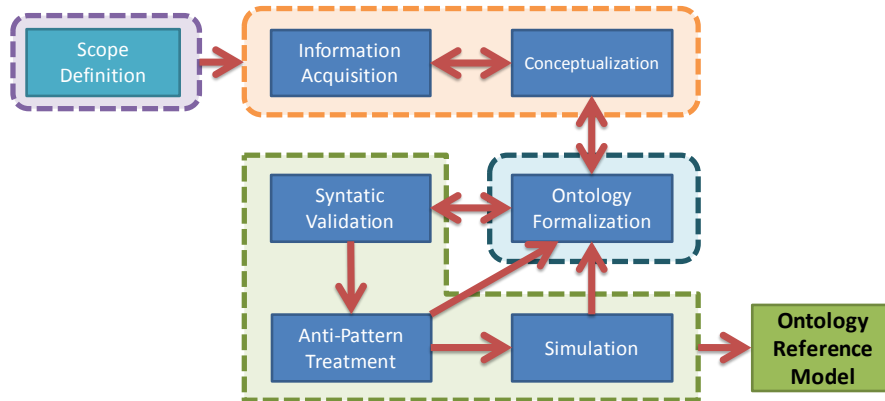 Scope
Definition
Information
Acquisition
Conceptualization
Syntatic
Validation
Ontology
Formalization
Anti-Pattern
Treatment
Simulation
Ontology
Reference
Model